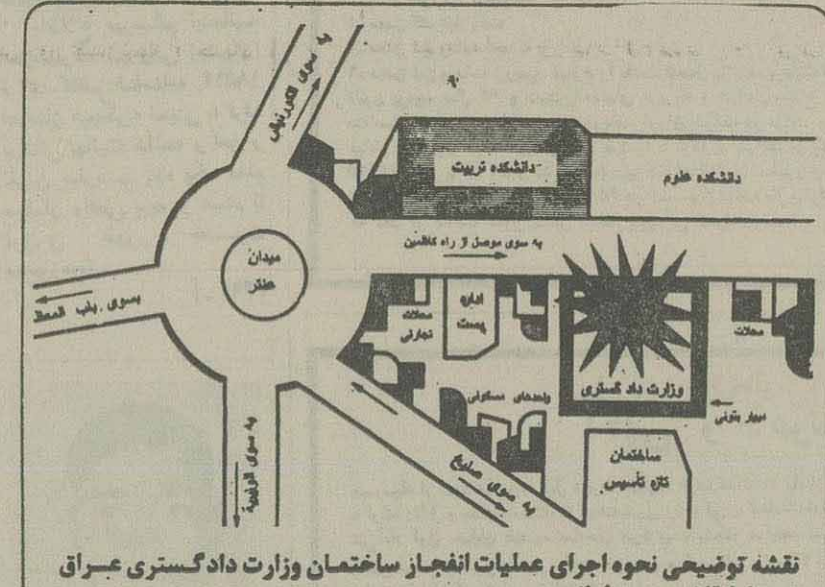 به سوی الکورنیش
دانشکده تربیت
دانشکده علوم
به سوی موصل از راه کاظمین
میدان
عنتر
بسوی باب المعظم
محلات
تجارتی
اداره
پست
محلات
وزارت دادگستری
دیوار بتونی
واحدهای مسکونی
ساختمان
تازه تأسیس
به سوی صلیخ
به سوی الوزیریة
نقشه توضیحی نحوه اجرای عملیات انفجار ساختمان وزارت دادگستری عراق